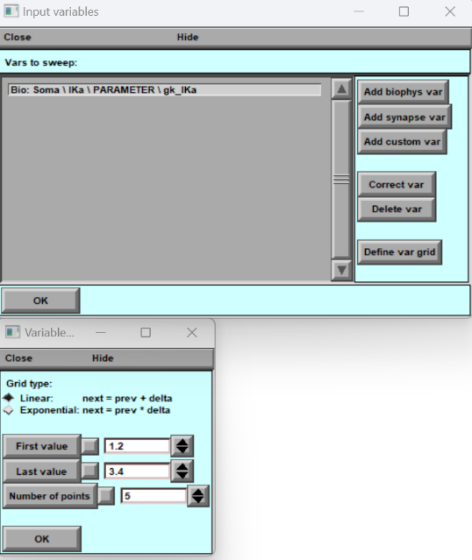 Input variables
Close Hide
Vars to sweep:
Bio: Soma \ IKa \ PARAMETER \ gk_IKa
Add biophys var
Add synapse var
Add custom var
Correct var
Delete var
Define var grid
OK
Variable...
Close Hide
Grid type:
Linear: next = prev + delta
Exponential: next = prev * delta
First value 1.2
Last value 3.4
Number of points 5
OK